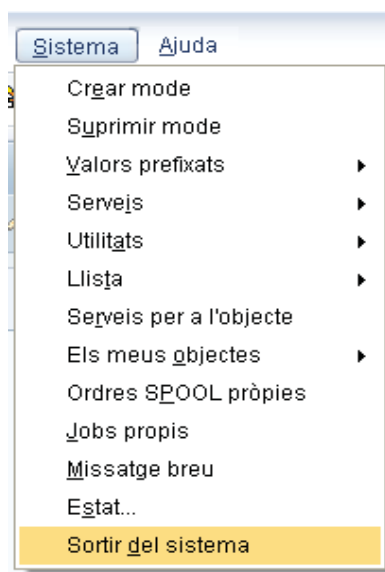 Sistema Ajuda
Crear mode
Suprimir mode
Valors prefixats
Serveis
Utilitats
Llista
Serveis per a l'objecte
Els meus objectes
Ordres SPOOL pròpies
Jobs propis
Missatge breu
Estat...
Sortir del sistema